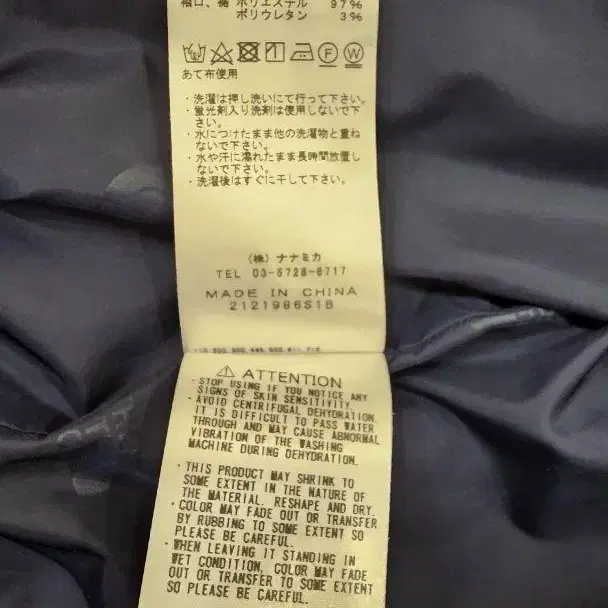 袖口、裾 ポリエステル 97%
ポリウレタン 3%
F W
あて布使用
・洗濯は押し洗いにて行って下さい。
・蛍光剤入り洗剤は使用しないで下
さい。
・水につけたまま他の洗濯物と重ね
ないで下さい。
・水や汗に濡れたまま長時間放置し
ないで下さい。
・洗濯後はすぐに干して下さい。
(株) ナナミカ
TEL 03-5728-6717
MADE IN CHINA
2121986S1B
ATTENTION
・STOP USING IF YOU NOTICE ANY
SIGNS OF SKIN SENSITIVITY.
・AVOID CENTRIFUGAL DEHYDRATION.
IT IS DIFFICULT TO PASS WATER
THROUGH AND MAY CAUSE ABNORMAL
VIBRATION OF THE WASHING
MACHINE DURING DEHYDRATION.
・THIS PRODUCT MAY SHRINK TO
SOME EXTENT IN THE NATURE OF
THE MATERIAL. RESHAPE AND DRY.
・COLOR MAY FADE OUT OR TRANSFER
BY RUBBING TO SOME EXTENT SO
PLEASE BE CAREFUL.
・WHEN LEAVING IT STANDING IN
WET CONDITION, COLOR MAY FADE
OUT OR TRANSFER TO SOME EXTENT
SO PLEASE BE CAREFUL.